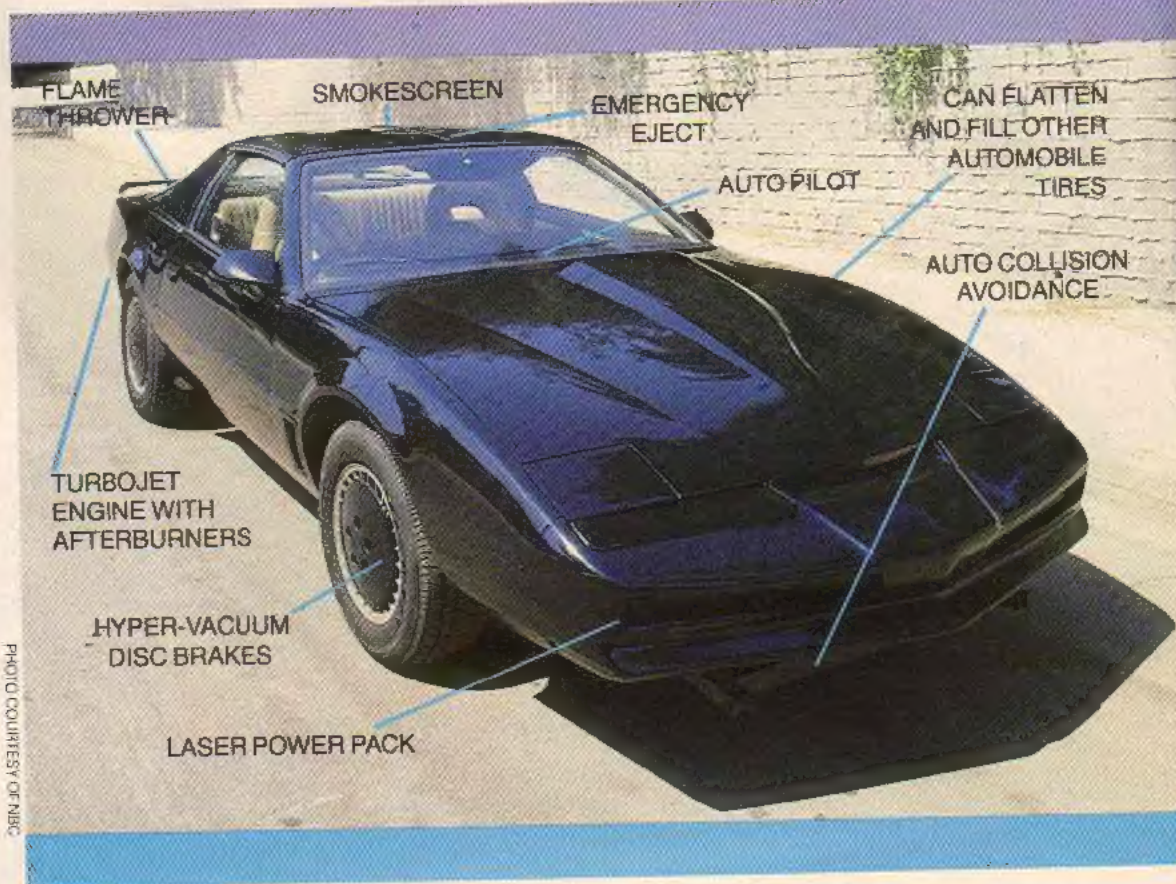 FLAME
THROWER
SMOKESCREEN
EMERGENCY
EJECT
CAN FLATTEN
AND FILL OTHER
AUTOMOBILE
TIRES
AUTO PILOT
AUTO COLLISION
AVOIDANCE
TURBOJET
ENGINE WITH
AFTERBURNERS
HYPER-VACUUM
DISC BRAKES
LASER POWER PACK
PHOTO COURTESY OF NBC